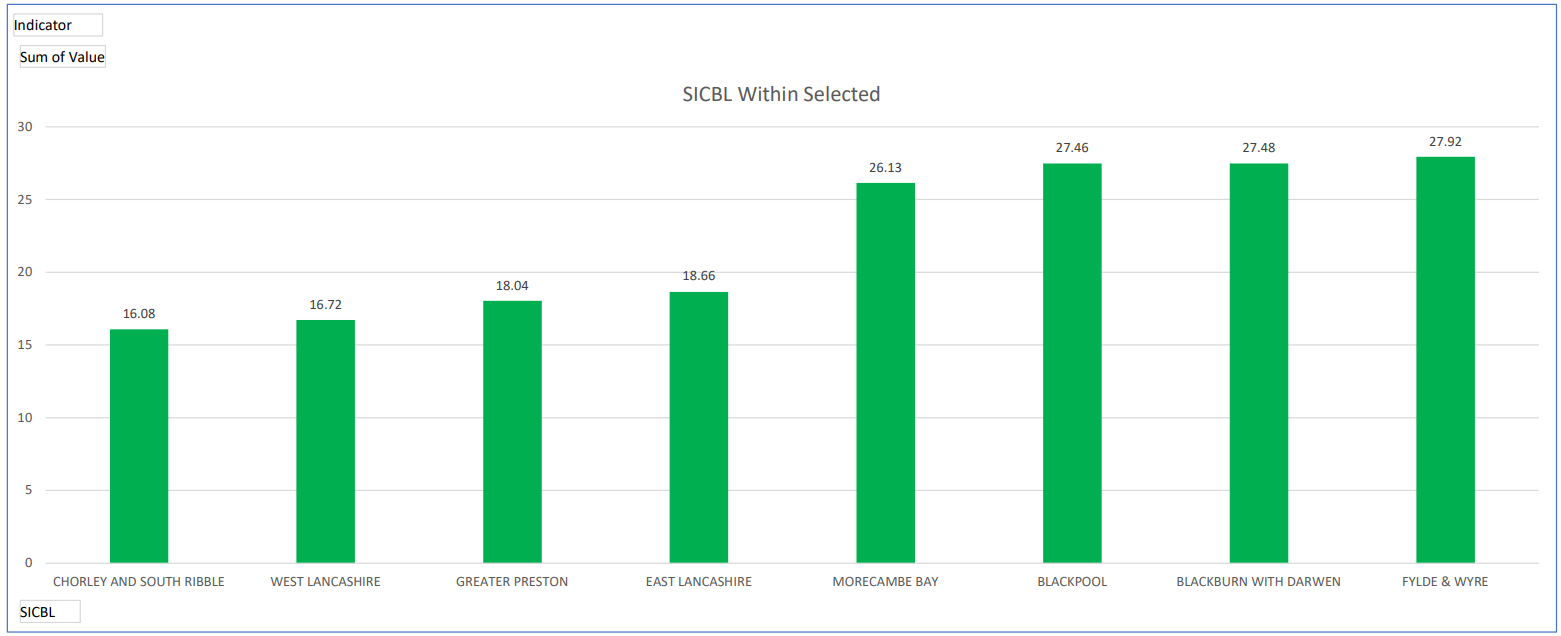 Indicator
Sum of Value
SICBL Within Selected
30
25
20
15
10
5
0
16.08
16.72
18.04
18.66
26.13
27.46
27.48
27.92
CHORLEY AND SOUTH RIBBLE
WEST LANCASHIRE
GREATER PRESTON
EAST LANCASHIRE
MORECAMBE BAY
BLACKPOOL
BLACKBURN WITH DARWEN
FYLDE & WYRE
SICBL